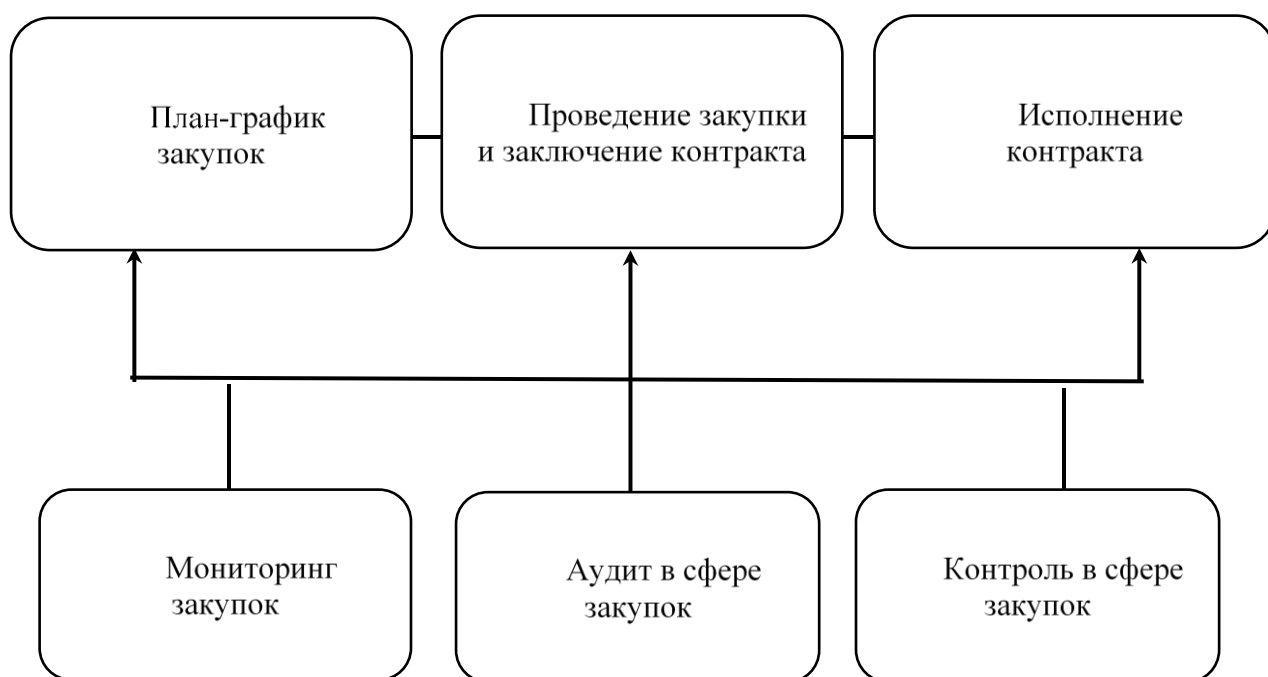 План-график
закупок
Проведение закупки
и заключение контракта
Исполнение
контракта
Мониторинг
закупок
Аудит в сфере
закупок
Контроль в сфере
закупок